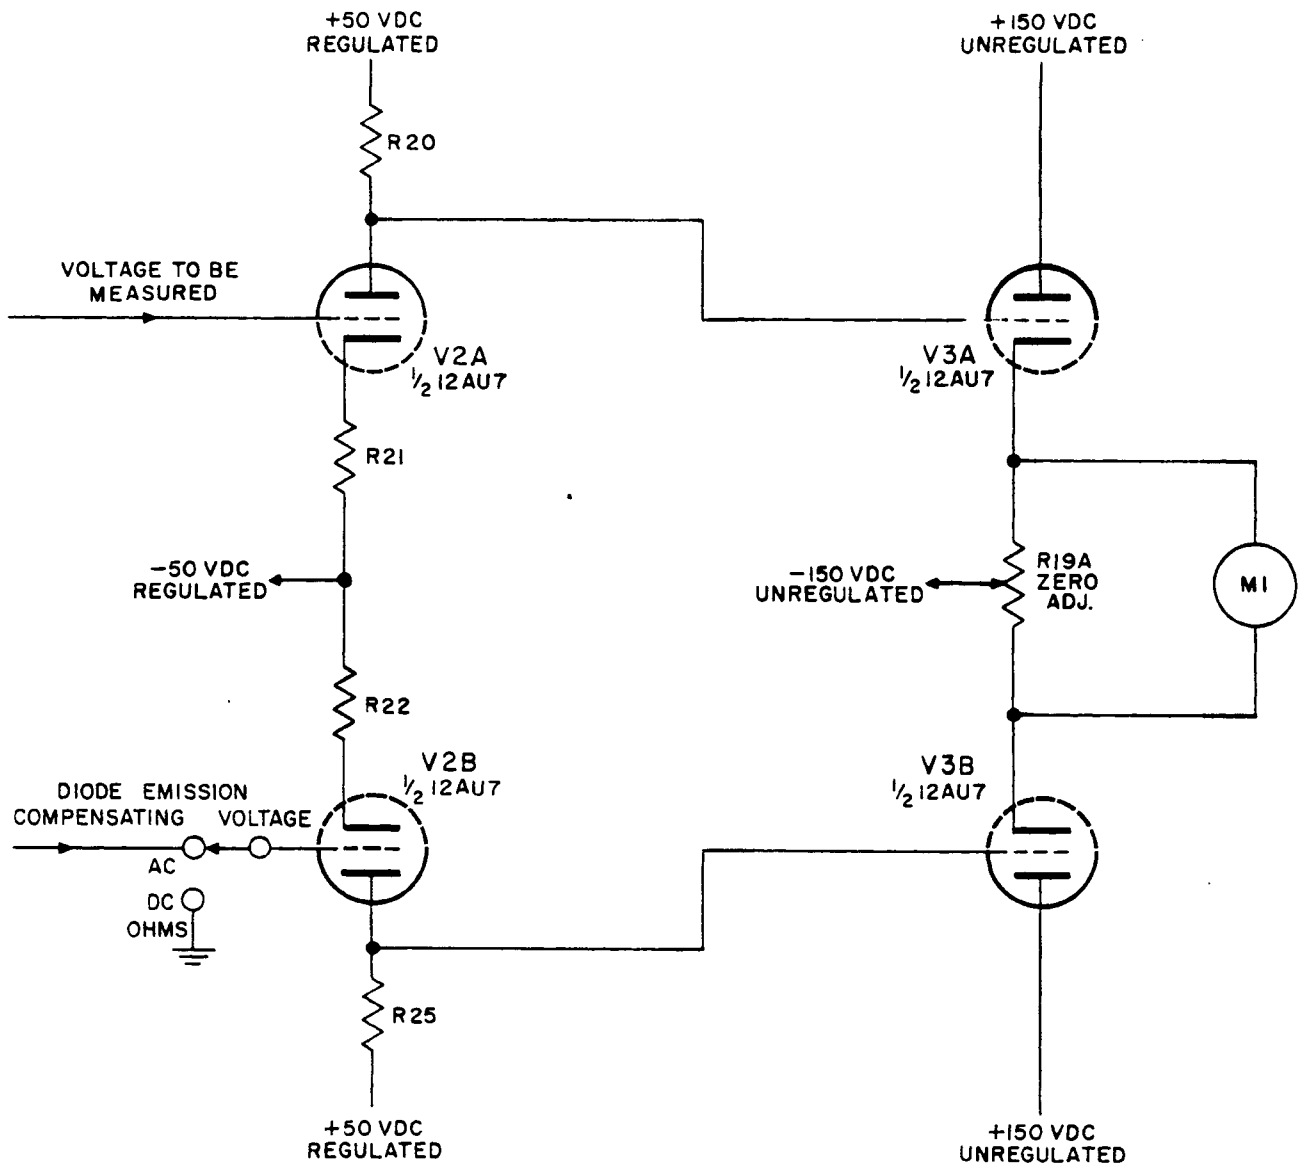 +50 VDC
REGULATED
+150 VDC
UNREGULATED
R20
VOLTAGE TO BE
MEASURED
V2A
1/2 12AU7
V3A
1/2 12AU7
R21
−50 VDC
REGULATED
−150 VDC
UNREGULATED
R19A
ZERO
ADJ.
M1
R22
V2B
1/2 12AU7
V3B
1/2 12AU7
DIODE EMISSION
COMPENSATING VOLTAGE
AC
DC
OHMS
R25
+50 VDC
REGULATED
+150 VDC
UNREGULATED